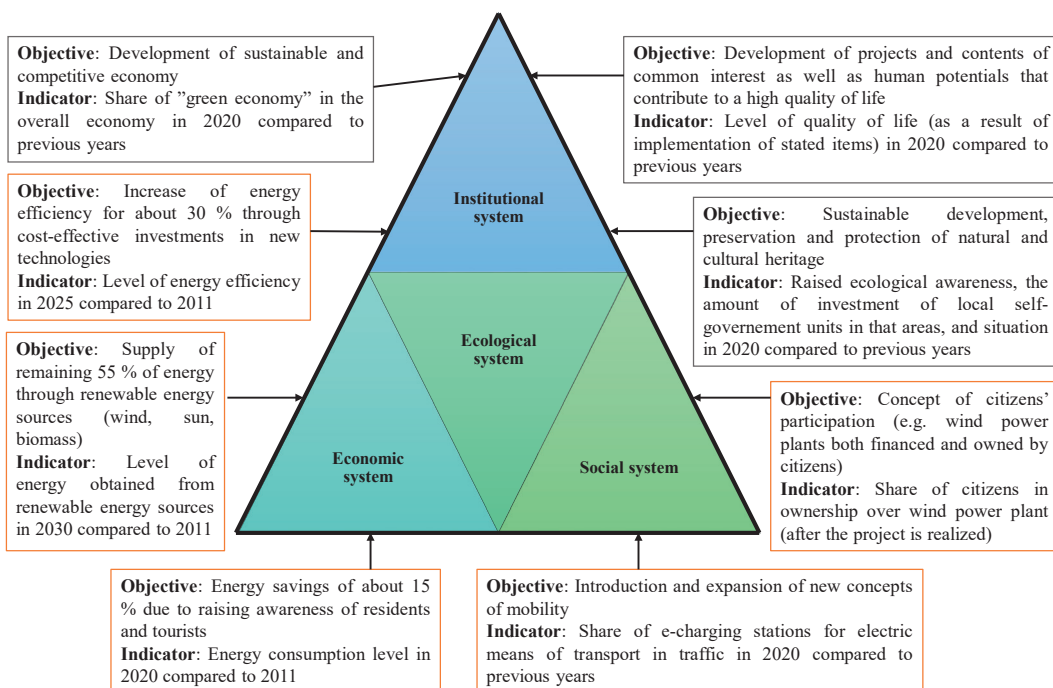 Objective: Development of sustainable and
competitive economy
Indicator: Share of ”green economy” in the
overall economy in 2020 compared to
previous years
Objective: Development of projects and contents of
common interest as well as human potentials that
contribute to a high quality of life
Indicator: Level of quality of life (as a result of
implementation of stated items) in 2020 compared to
previous years
Objective: Increase of energy
efficiency for about 30 % through
cost-effective investments in new
technologies
Indicator: Level of energy efficiency
in 2025 compared to 2011
Institutional
system
Objective: Sustainable development,
preservation and protection of natural and
cultural heritage
Indicator: Raised ecological awareness, the
amount of investment of local self-
governement units in that areas, and situation
in 2020 compared to previous years
Objective: Supply of
remaining 55 % of energy
through renewable energy
sources (wind, sun,
biomass)
Indicator: Level of
energy obtained from
renewable energy sources
in 2030 compared to 2011
Ecological
system
Economic
system
Social system
Objective: Concept of citizens’
participation (e.g. wind power
plants both financed and owned by
citizens)
Indicator: Share of citizens in
ownership over wind power plant
(after the project is realized)
Objective: Energy savings of about 15
% due to raising awareness of residents
and tourists
Indicator: Energy consumption level in
2020 compared to 2011
Objective: Introduction and expansion of new concepts
of mobility
Indicator: Share of e-charging stations for electric
means of transport in traffic in 2020 compared to
previous years